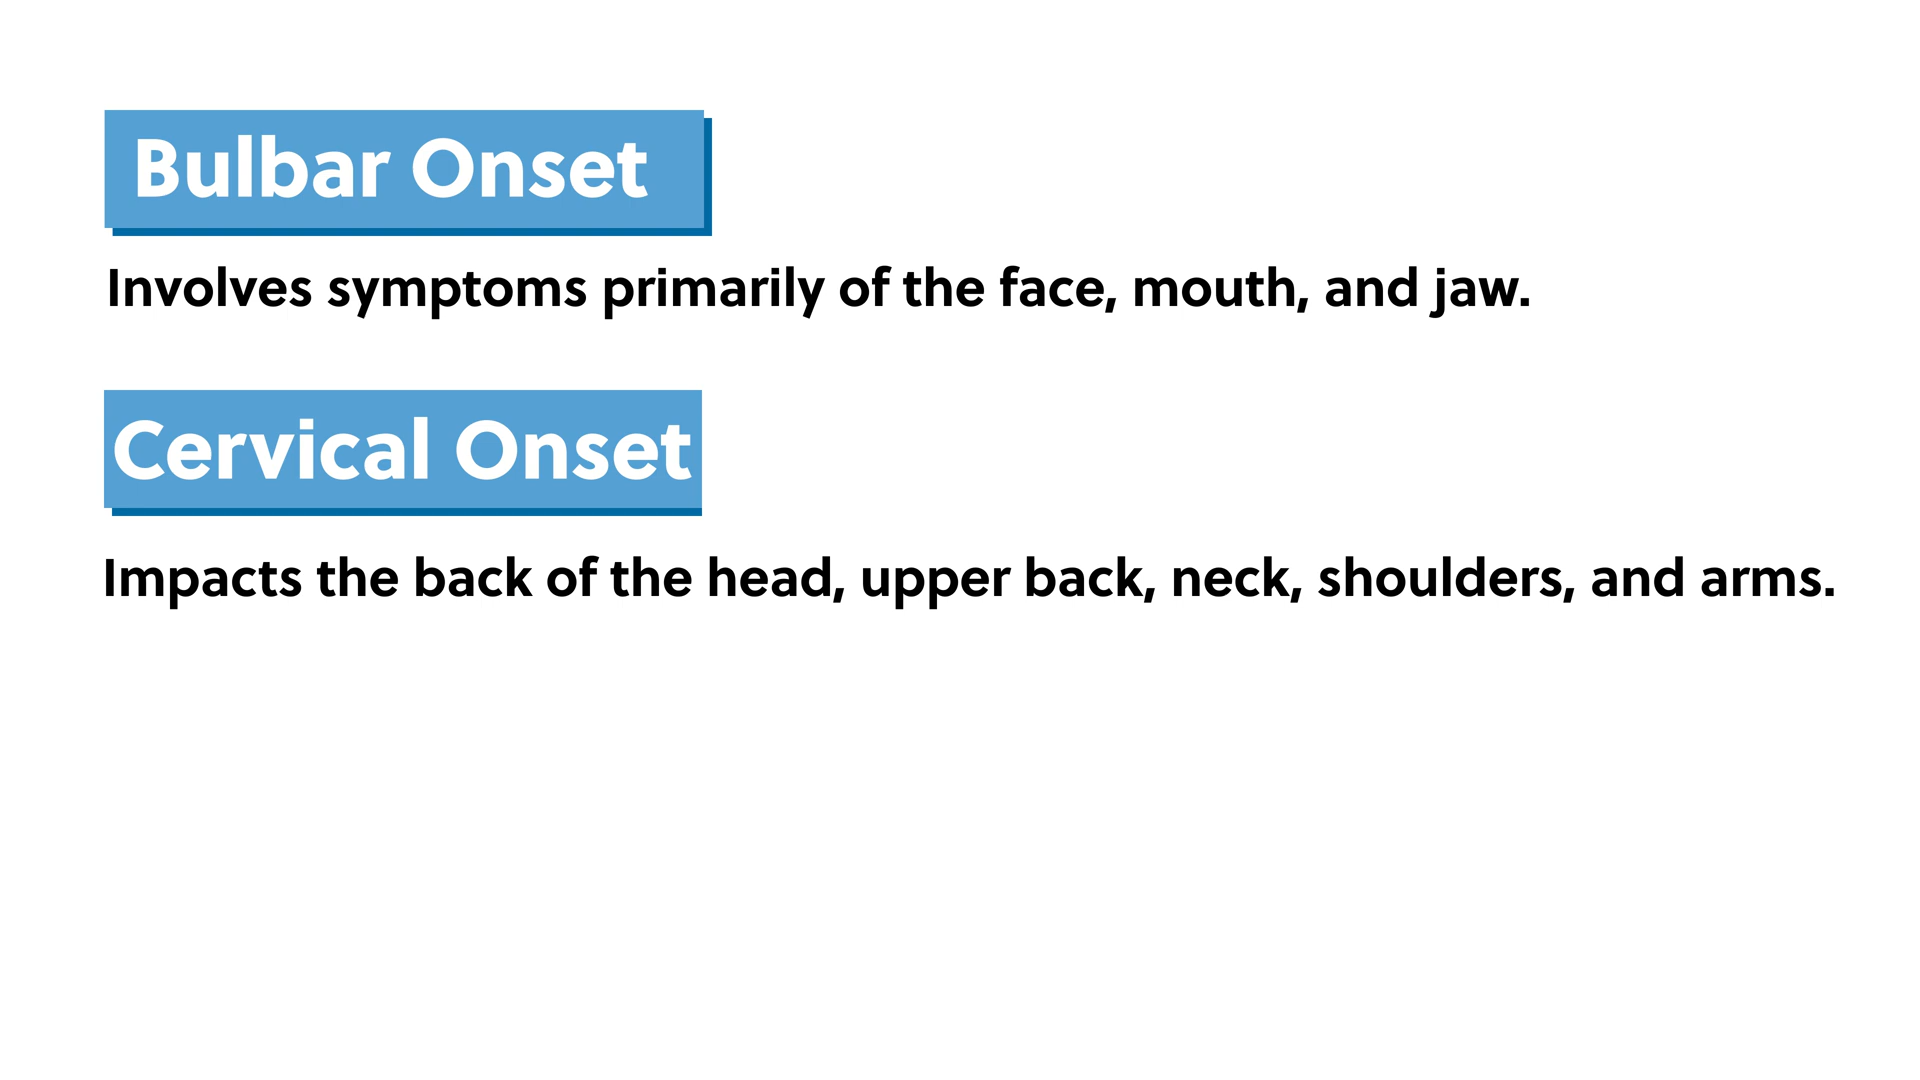 Bulbar Onset
Involves symptoms primarily of the face, mouth, and jaw.
Cervical Onset
Impacts the back of the head, upper back, neck, shoulders, and arms.